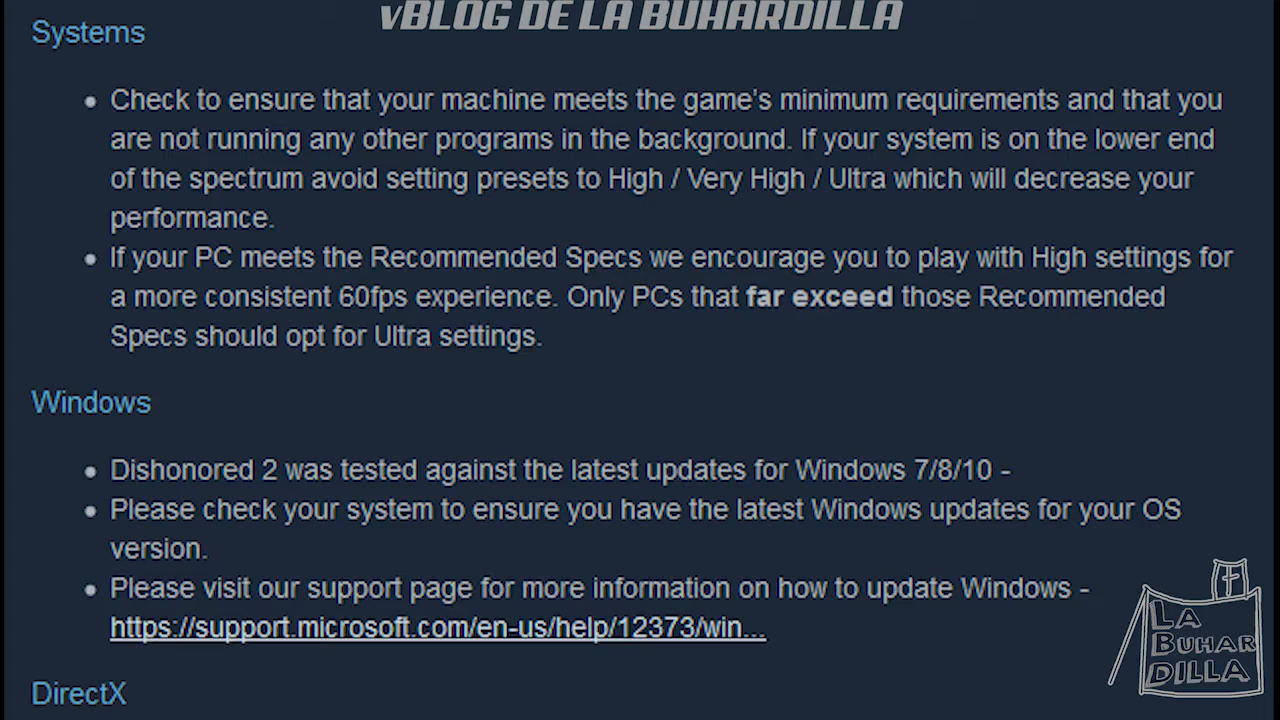 vBLOG DE LA BUHARDILLA
Systems
• Check to ensure that your machine meets the game's minimum requirements and that you
are not running any other programs in the background. If your system is on the lower end
of the spectrum avoid setting presets to High / Very High / Ultra which will decrease your
performance.
• If your PC meets the Recommended Specs we encourage you to play with High settings for
a more consistent 60fps experience. Only PCs that far exceed those Recommended
Specs should opt for Ultra settings.
Windows
• Dishonored 2 was tested against the latest updates for Windows 7/8/10 -
• Please check your system to ensure you have the latest Windows updates for your OS
version.
• Please visit our support page for more information on how to update Windows -
https://support.microsoft.com/en-us/help/12373/win...
LA
BUHAR
DILLA
DirectX